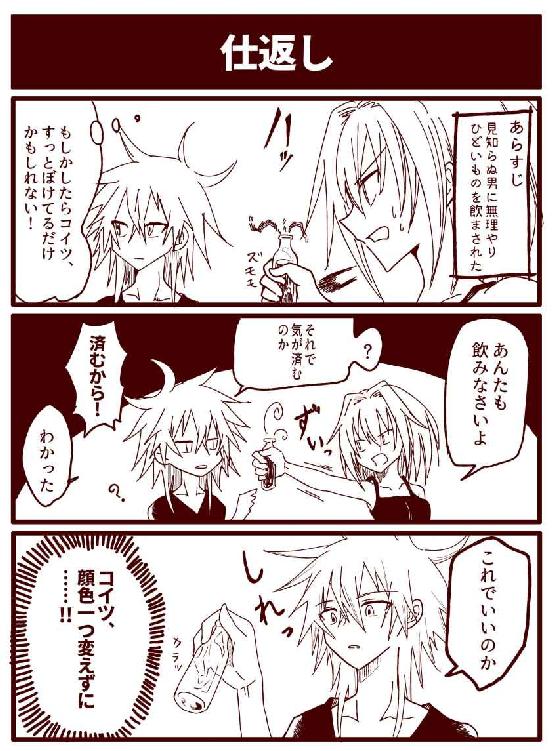 仕返し
あらすじ
見知らぬ男に無理やり
ひどいものを飲まされた
!!
ズモモ
もしかしたらコイツ、
すっとぼけてるだけ
かもしれない!
あんたも
飲みなさいよ
?
それで
気が済む
のか
ずいっ
済むから!
わかった
?
これでいいのか
しれっ
カラッ
コイツ、
顔色一つ変えずに
……!!